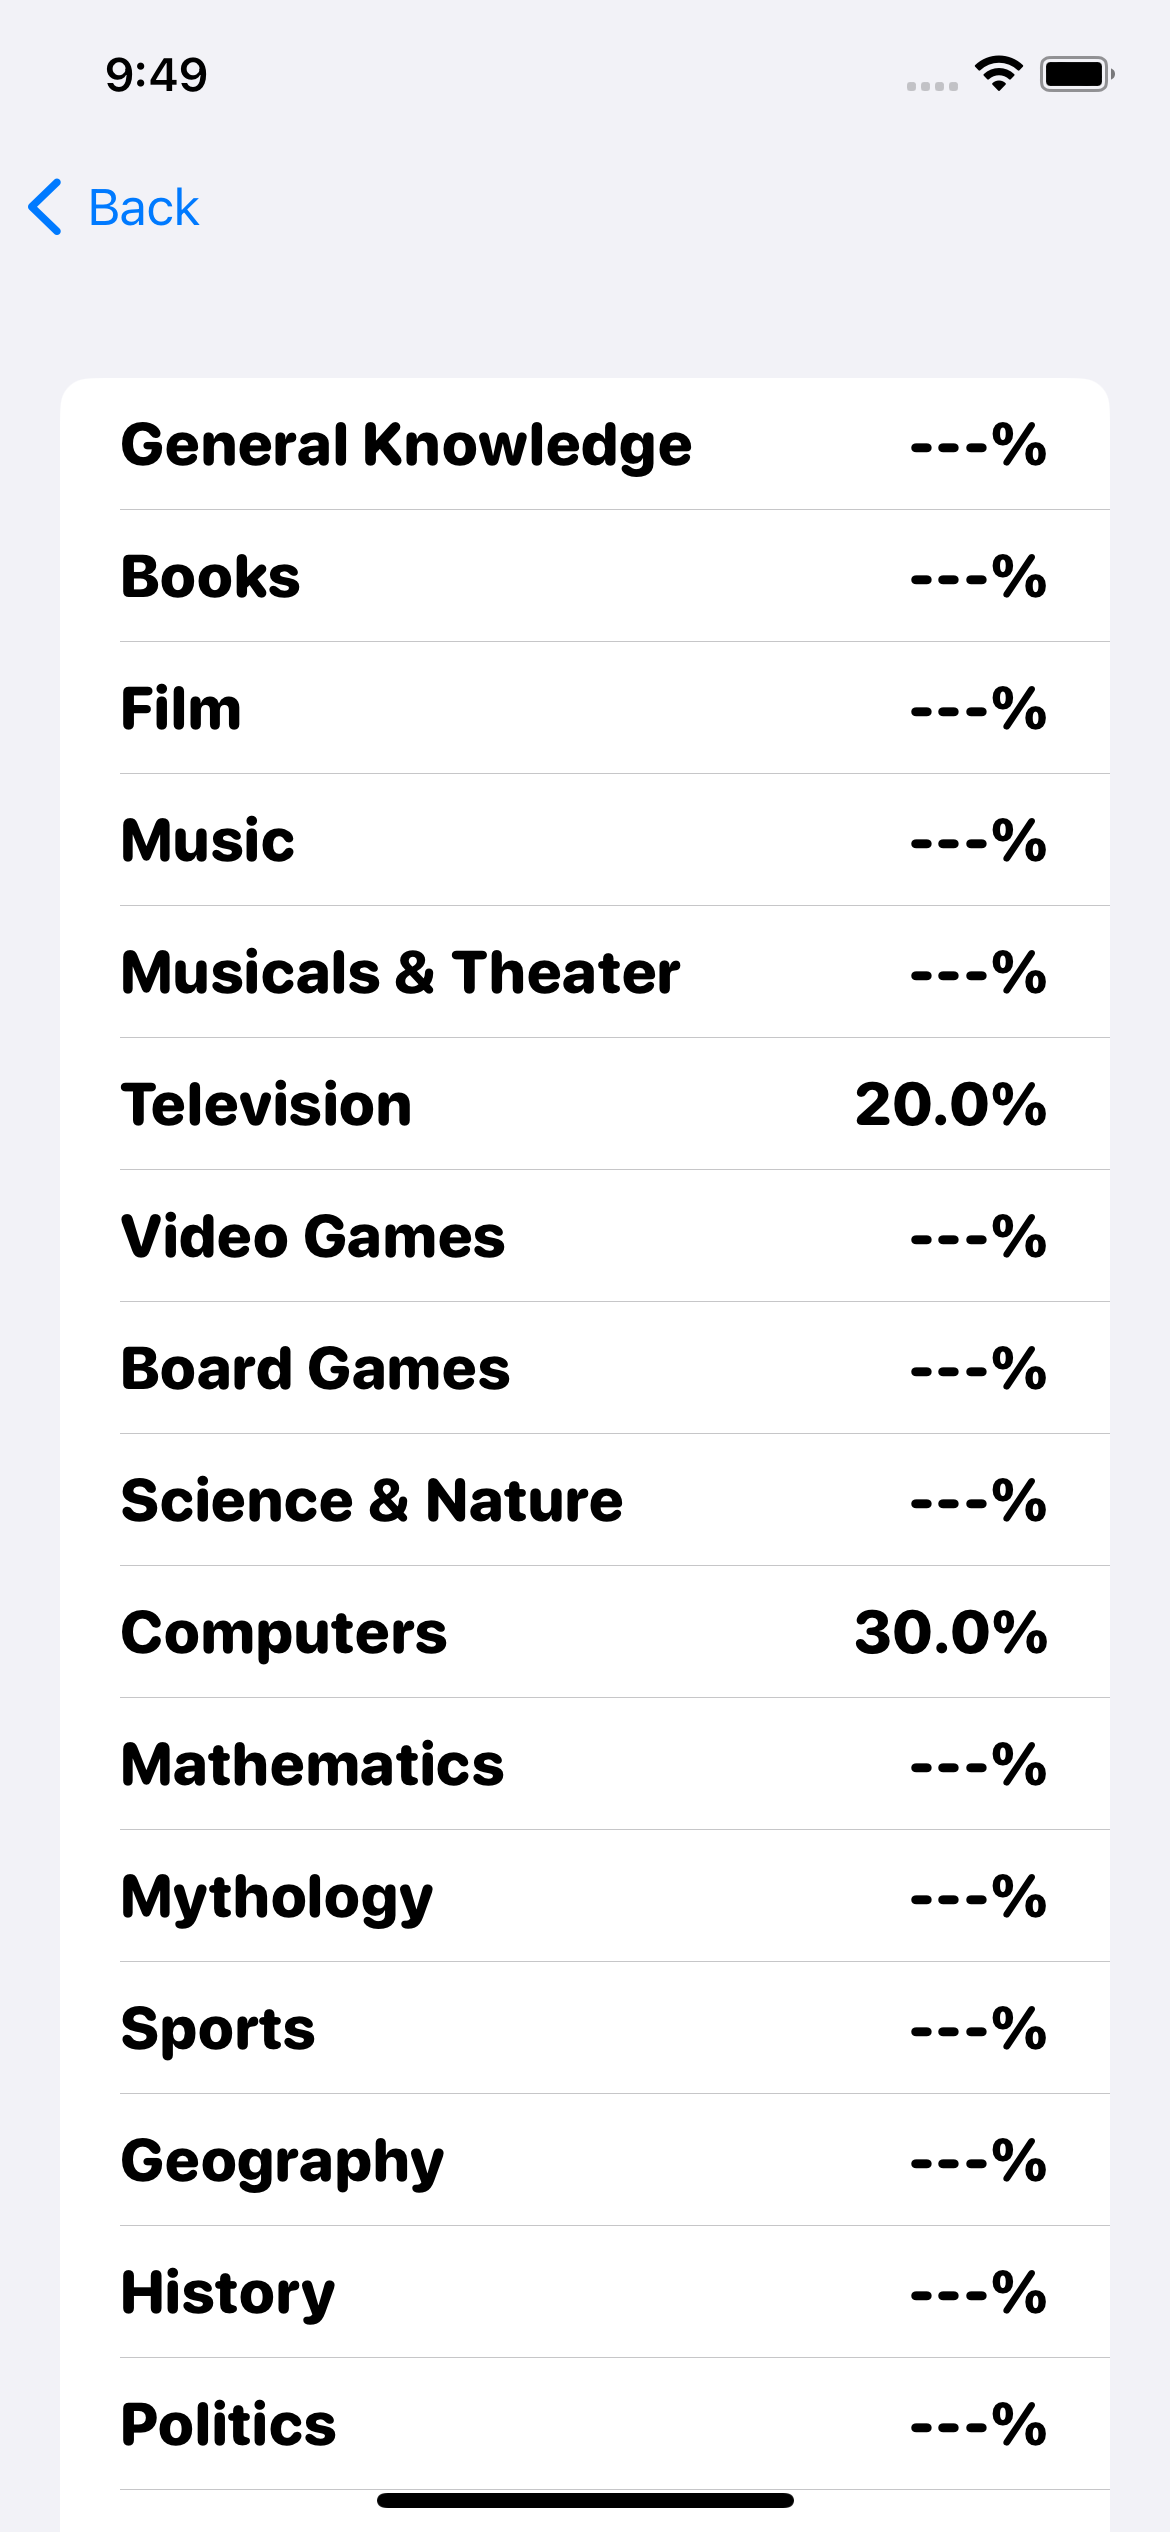 9:49
Back
General Knowledge ---%
Books ---%
Film ---%
Music ---%
Musicals & Theater ---%
Television 20.0%
Video Games ---%
Board Games ---%
Science & Nature ---%
Computers 30.0%
Mathematics ---%
Mythology ---%
Sports ---%
Geography ---%
History ---%
Politics ---%